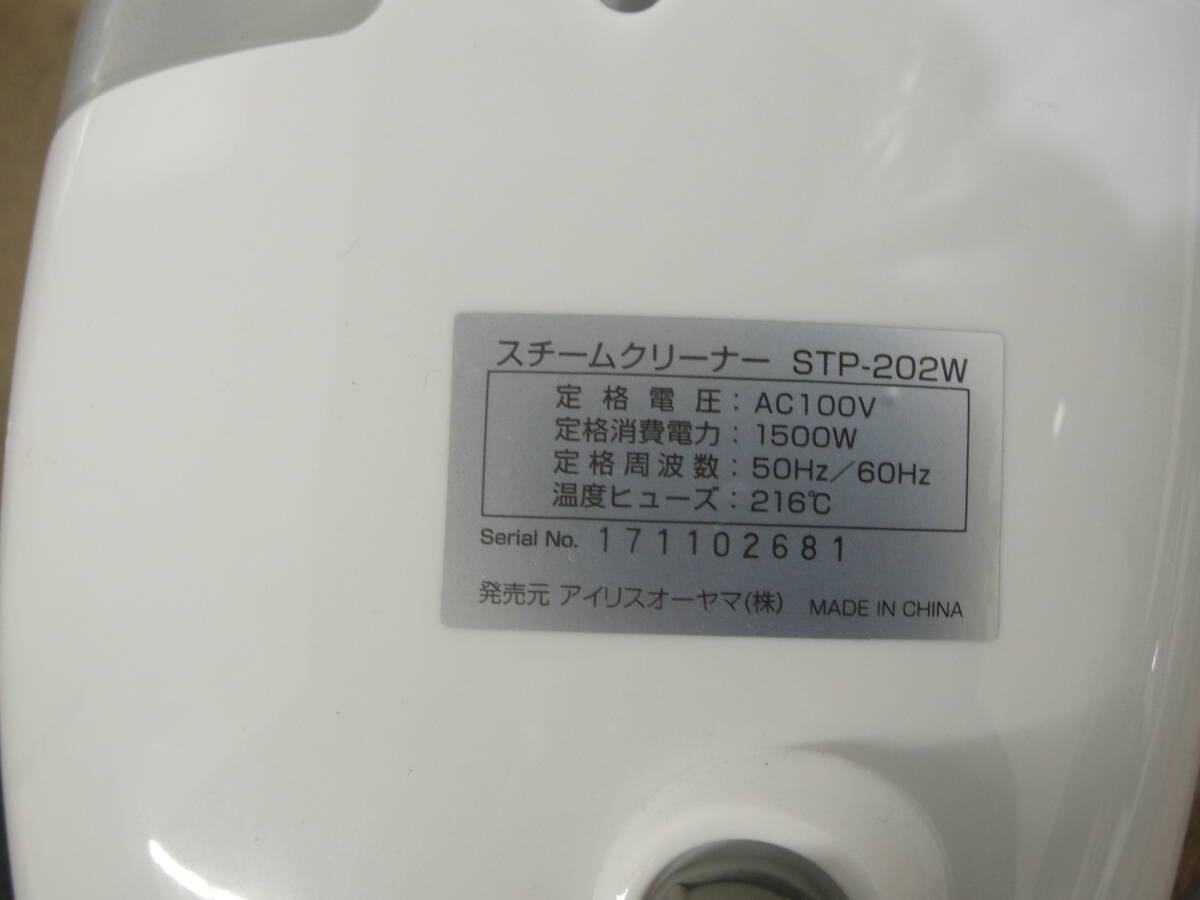 スチームクリーナー STP-202W
定格電圧：AC100V
定格消費電力：1500W
定格周波数：50Hz／60Hz
温度ヒューズ：216℃
Serial No. 171102681
発売元 アイリスオーヤマ(株) MADE IN CHINA